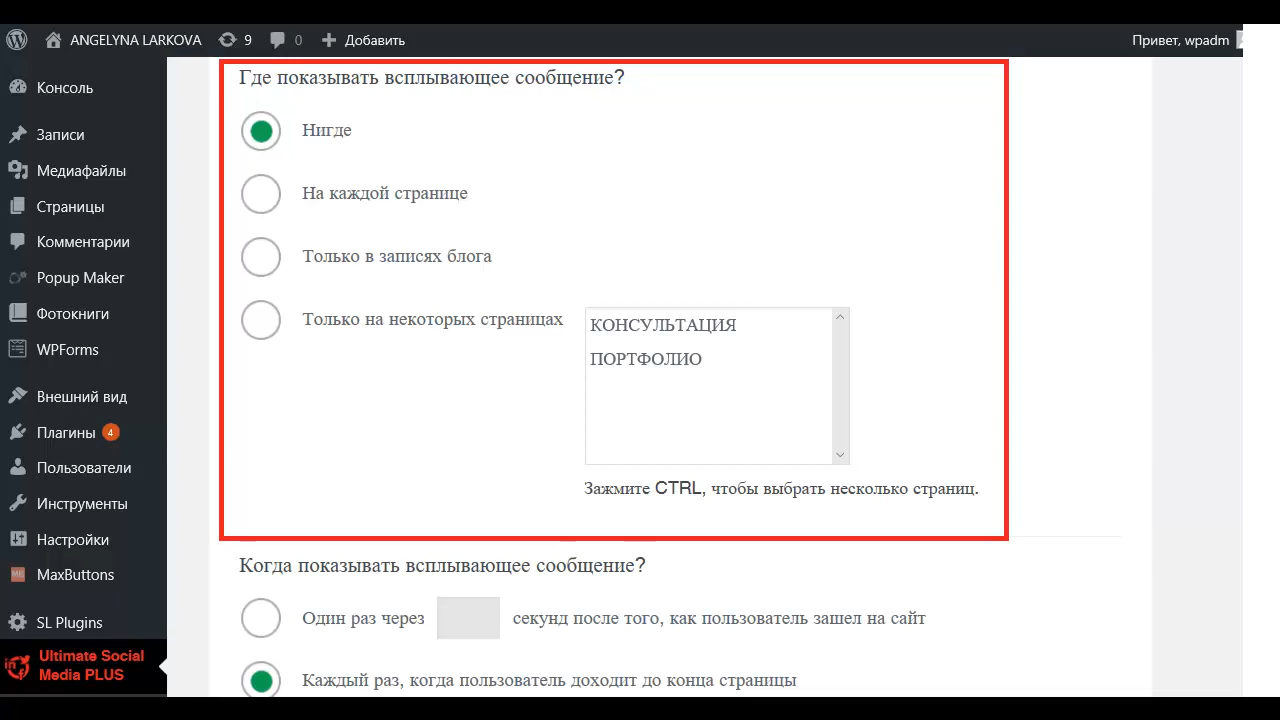 ANGELYNA LARKOVA 9 0 Добавить Привет, wpadm
Консоль
Записи
Медиафайлы
Страницы
Комментарии
Popup Maker
Фотокниги
WPForms
Внешний вид
Плагины 4
Пользователи
Инструменты
Настройки
MaxButtons
SL Plugins
Ultimate Social
Media PLUS
Где показывать всплывающее сообщение?
Нигде
На каждой странице
Только в записях блога
Только на некоторых страницах
КОНСУЛЬТАЦИЯ
ПОРТФОЛИО
Зажмите CTRL, чтобы выбрать несколько страниц.
Когда показывать всплывающее сообщение?
Один раз через секунд после того, как пользователь зашел на сайт
Каждый раз, когда пользователь доходит до конца страницы